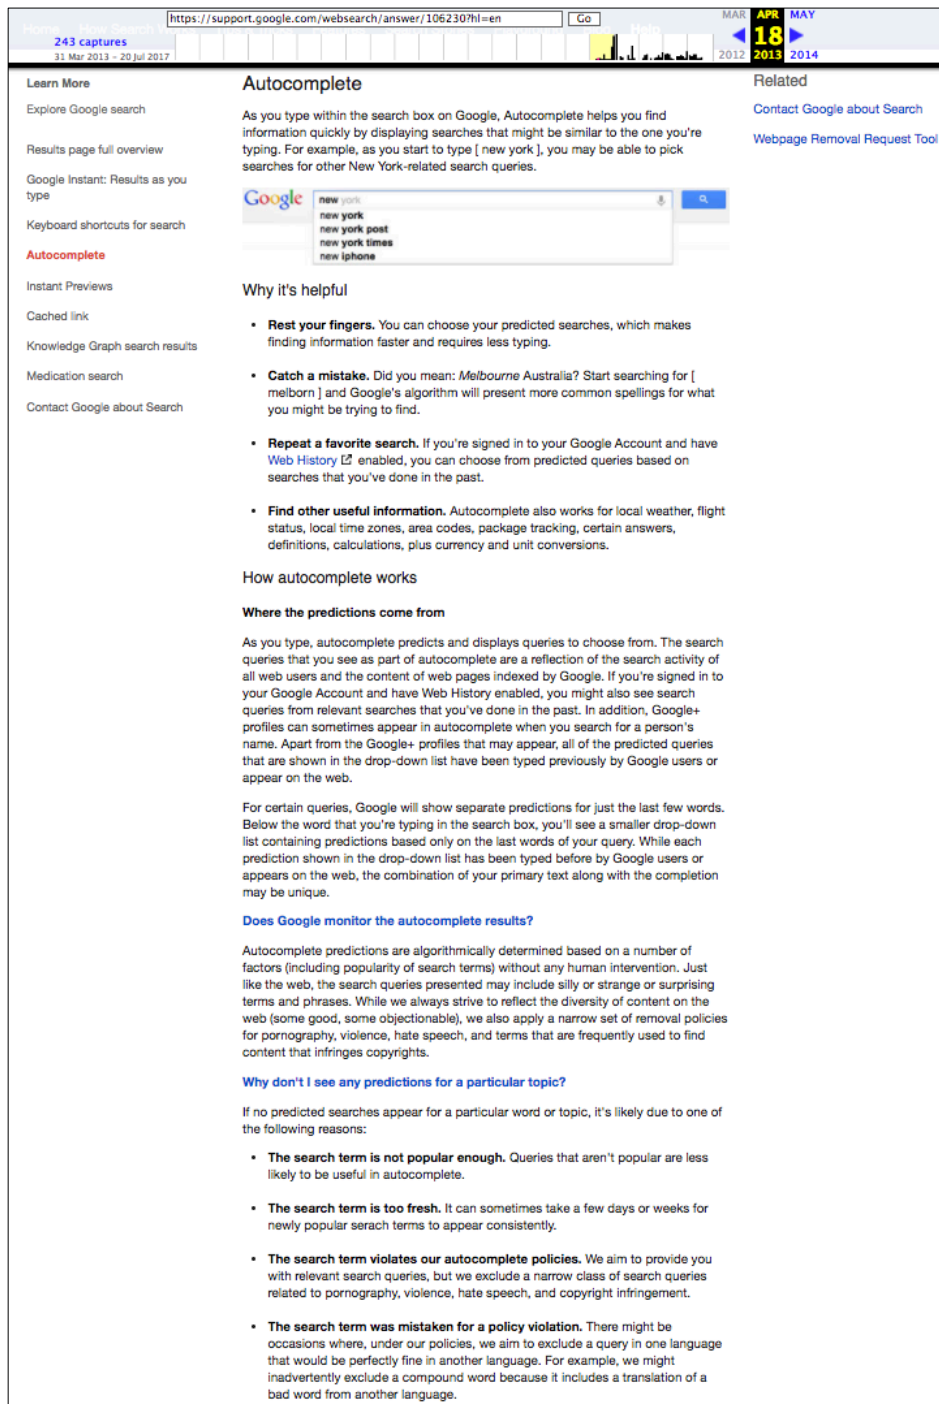 https://support.google.com/websearch/answer/106230?hl=en
Go
MAR
APR
MAY
Home
Help
243 captures
18
31 Mar 2013 – 20 Jul 2017
2012
2013
2014
Learn More
Explore Google search
Results page full overview
Google Instant: Results as you
type
Keyboard shortcuts for search
Autocomplete
Instant Previews
Cached link
Knowledge Graph search results
Medication search
Contact Google about Search
Autocomplete
As you type within the search box on Google, Autocomplete helps you find
information quickly by displaying searches that might be similar to the one you're
typing. For example, as you start to type [ new york ], you may be able to pick
searches for other New York-related search queries.
Google
new york
new york
new york post
new york times
new iphone
Why it's helpful
• Rest your fingers. You can choose your predicted searches, which makes
finding information faster and requires less typing.
• Catch a mistake. Did you mean: Melbourne Australia? Start searching for [
melborn ] and Google's algorithm will present more common spellings for what
you might be trying to find.
• Repeat a favorite search. If you're signed in to your Google Account and have
Web History enabled, you can choose from predicted queries based on
searches that you've done in the past.
• Find other useful information. Autocomplete also works for local weather, flight
status, local time zones, area codes, package tracking, certain answers,
definitions, calculations, plus currency and unit conversions.
How autocomplete works
Where the predictions come from
As you type, autocomplete predicts and displays queries to choose from. The search
queries that you see as part of autocomplete are a reflection of the search activity of
all web users and the content of web pages indexed by Google. If you're signed in to
your Google Account and have Web History enabled, you might also see search
queries from relevant searches that you've done in the past. In addition, Google+
profiles can sometimes appear in autocomplete when you search for a person's
name. Apart from the Google+ profiles that may appear, all of the predicted queries
that are shown in the drop-down list have been typed previously by Google users or
appear on the web.
For certain queries, Google will show separate predictions for just the last few words.
Below the word that you're typing in the search box, you'll see a smaller drop-down
list containing predictions based only on the last words of your query. While each
prediction shown in the drop-down list has been typed before by Google users or
appears on the web, the combination of your primary text along with the completion
may be unique.
Does Google monitor the autocomplete results?
Autocomplete predictions are algorithmically determined based on a number of
factors (including popularity of search terms) without any human intervention. Just
like the web, the search queries presented may include silly or strange or surprising
terms and phrases. While we always strive to reflect the diversity of content on the
web (some good, some objectionable), we also apply a narrow set of removal policies
for pornography, violence, hate speech, and terms that are frequently used to find
content that infringes copyrights.
Why don't I see any predictions for a particular topic?
If no predicted searches appear for a particular word or topic, it's likely due to one of
the following reasons:
• The search term is not popular enough. Queries that aren't popular are less
likely to be useful in autocomplete.
• The search term is too fresh. It can sometimes take a few days or weeks for
newly popular serach terms to appear consistently.
• The search term violates our autocomplete policies. We aim to provide you
with relevant search queries, but we exclude a narrow class of search queries
related to pornography, violence, hate speech, and copyright infringement.
• The search term was mistaken for a policy violation. There might be
occasions where, under our policies, we aim to exclude a query in one language
that would be perfectly fine in another language. For example, we might
inadvertently exclude a compound word because it includes a translation of a
bad word from another language.
Related
Contact Google about Search
Webpage Removal Request Tool